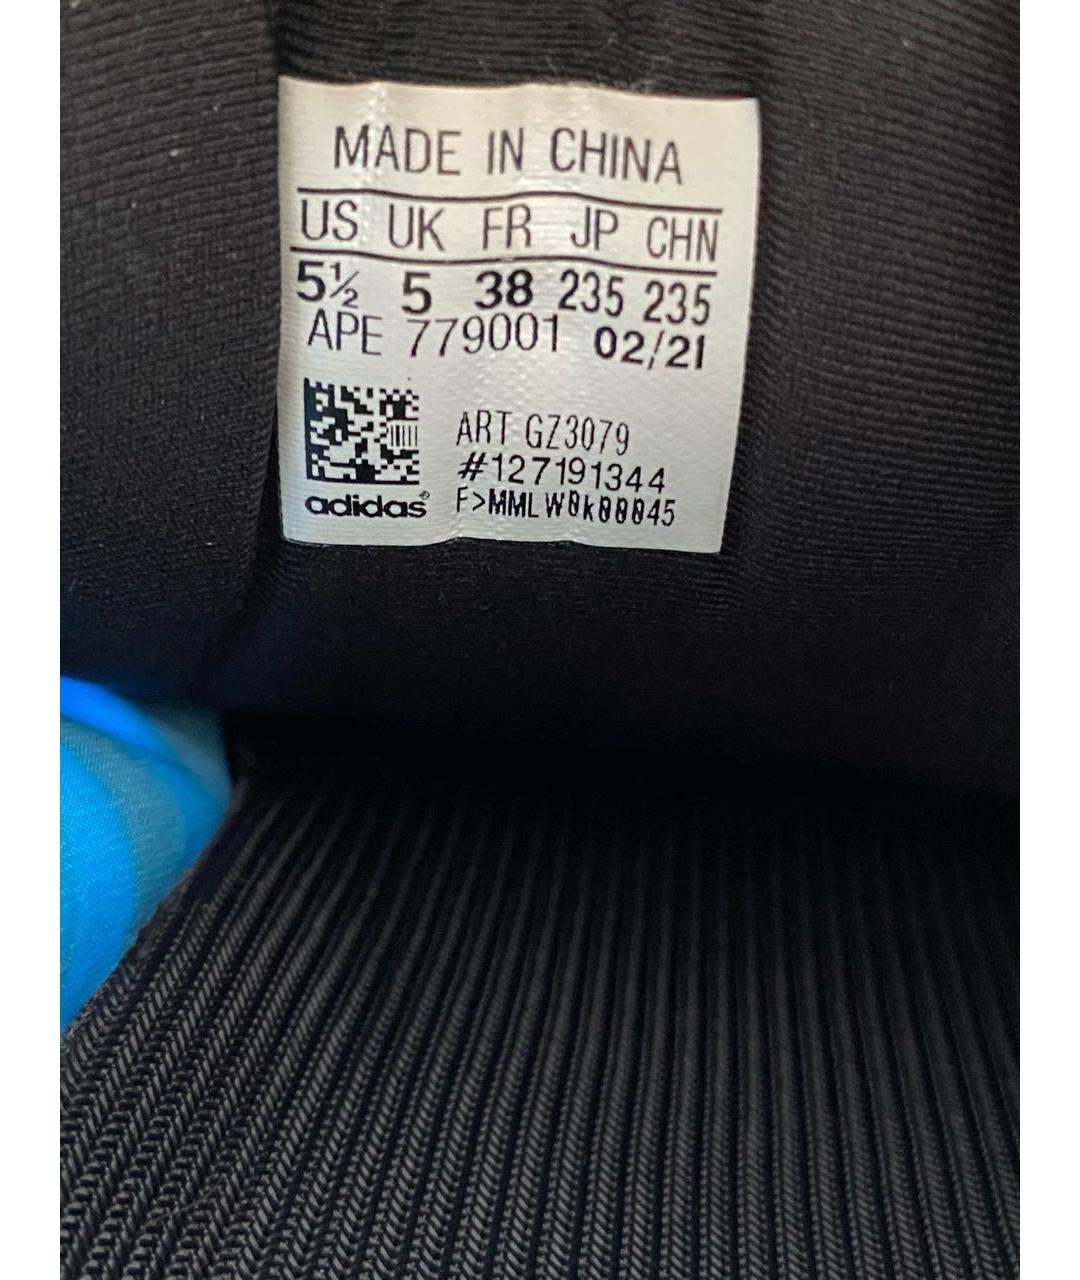 MADE IN CHINA
US UK FR JP CHN
5½ 5 38 235 235
APE 779001 02/21
ART GZ3079
#127191344
adidas® F>MMLW0k00045